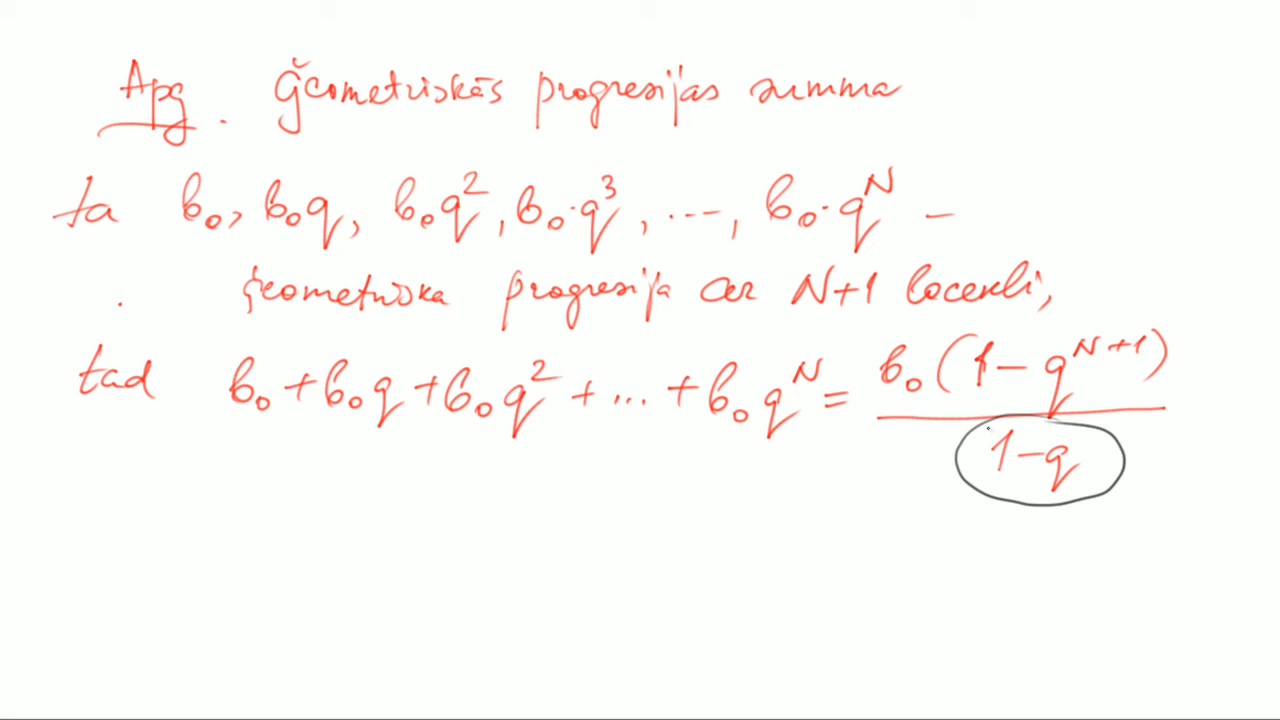 Apg. Ģeometriskās progresijas summa
Ja b₀, b₀q, b₀q², b₀·q³, ..., b₀·q^N –
ģeometriska progresija ar N+1 locekli,
tad b₀ + b₀q + b₀q² + ... + b₀q^N = b₀(1-q^(N+1)) / (1-q)